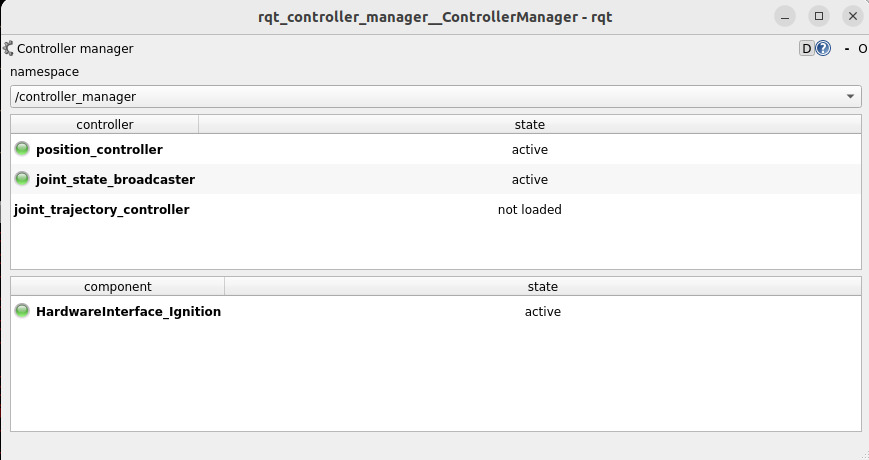 rqt_controller_manager__ControllerManager - rqt
Controller manager
D ? - O
namespace
/controller_manager
controller state
position_controller active
joint_state_broadcaster active
joint_trajectory_controller not loaded
component state
HardwareInterface_Ignition active